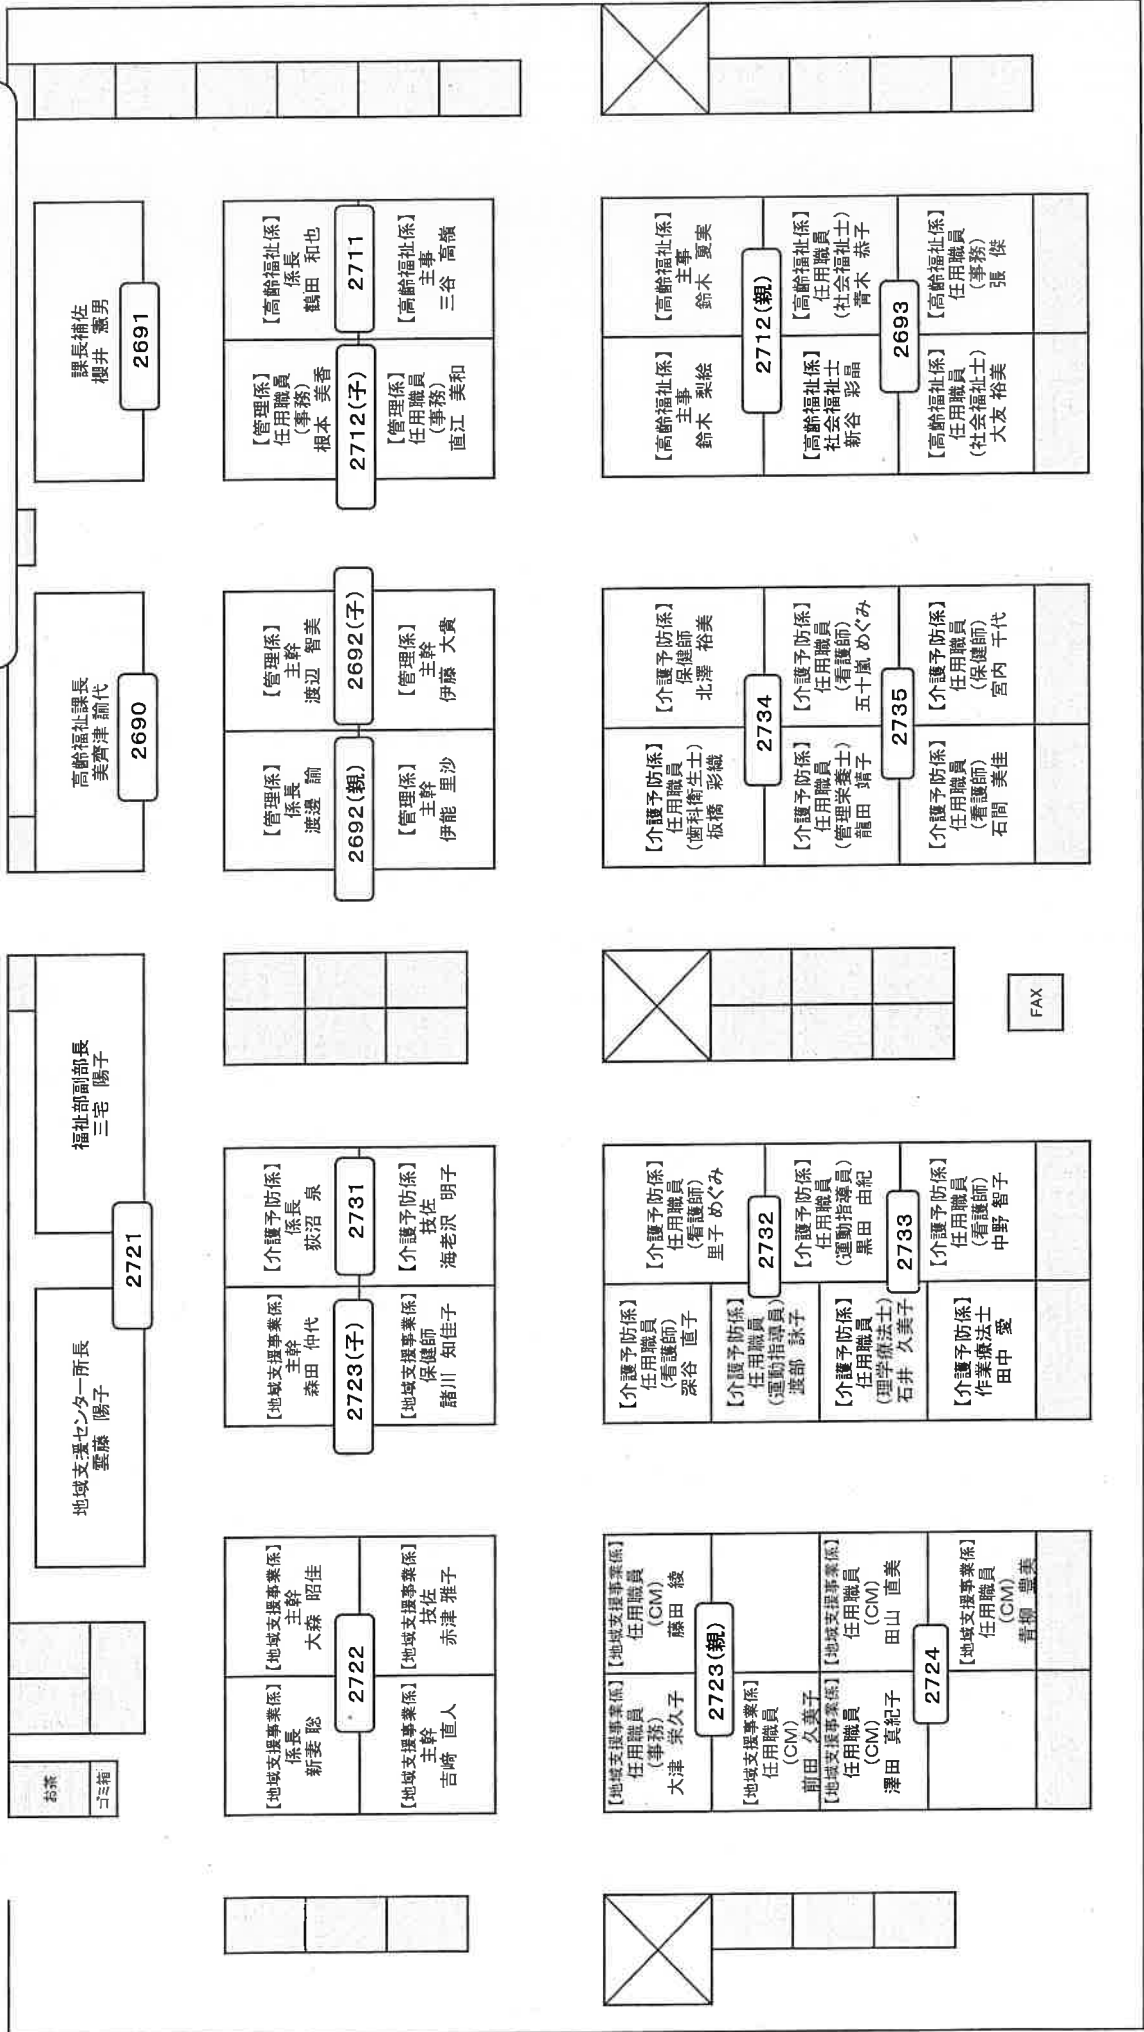 お茶
ゴミ箱
地域支援センター所長
雲藤 陽子
2721
福祉部副部長
三宅 陽子
高齢福祉課長
美齊津 諭代
2690
課長補佐
櫻井 憲男
2691
【地域支援事業係】
係長
新妻 聡
【地域支援事業係】
主幹
大森 昭佳
2722
【地域支援事業係】
主幹
吉﨑 直人
【地域支援事業係】
技佐
赤津 雅子
【地域支援事業係】
主幹
森田 仲代
【介護予防係】
係長
荻沼 泉
2723(子)
2731
【地域支援事業係】
保健師
諸川 知佳子
【介護予防係】
技佐
海老沢 明子
【管理係】
係長
渡邊 諭
【管理係】
主幹
渡辺 智美
2692(親)
2692(子)
【管理係】
主幹
伊能 里沙
【管理係】
主幹
伊藤 大貴
【管理係】
任用職員
(事務)
根本 美香
【高齢福祉係】
係長
鶴田 和也
2712(子)
2711
【管理係】
任用職員
(事務)
直江 美和
【高齢福祉係】
主事
三谷 高嶺
【地域支援事業係】
任用職員
(事務)
大津 栄久子
【地域支援事業係】
任用職員
(CM)
藤田 綾
2723(親)
【地域支援事業係】
任用職員
(CM)
前田 久美子
【地域支援事業係】
任用職員
(CM)
澤田 真紀子
【地域支援事業係】
任用職員
(CM)
田山 直美
2724
【地域支援事業係】
任用職員
(CM)
青柳 豊美
【介護予防係】
任用職員
(看護師)
深谷 直子
【介護予防係】
任用職員
(看護師)
里子 めぐみ
2732
【介護予防係】
任用職員
(運動指導員)
渡部 詠子
【介護予防係】
任用職員
(運動指導員)
黒田 由紀
【介護予防係】
任用職員
(理学療法士)
石井 久美子
2733
【介護予防係】
作業療法士
田中 愛
【介護予防係】
任用職員
(看護師)
中野 智子
FAX
【介護予防係】
任用職員
(歯科衛生士)
板橋 彩織
【介護予防係】
保健師
北澤 裕美
2734
【介護予防係】
任用職員
(管理栄養士)
龍田 靖子
【介護予防係】
任用職員
(看護師)
五十嵐 めぐみ
2735
【介護予防係】
任用職員
(看護師)
石間 美佳
【介護予防係】
任用職員
(保健師)
宮内 千代
【高齢福祉係】
主事
鈴木 梨絵
【高齢福祉係】
主事
鈴木 夏実
2712(親)
【高齢福祉係】
社会福祉士
新谷 彩晶
【高齢福祉係】
任用職員
(社会福祉士)
青木 恭子
2693
【高齢福祉係】
任用職員
(社会福祉士)
大友 裕美
【高齢福祉係】
任用職員
(事務)
張 傑